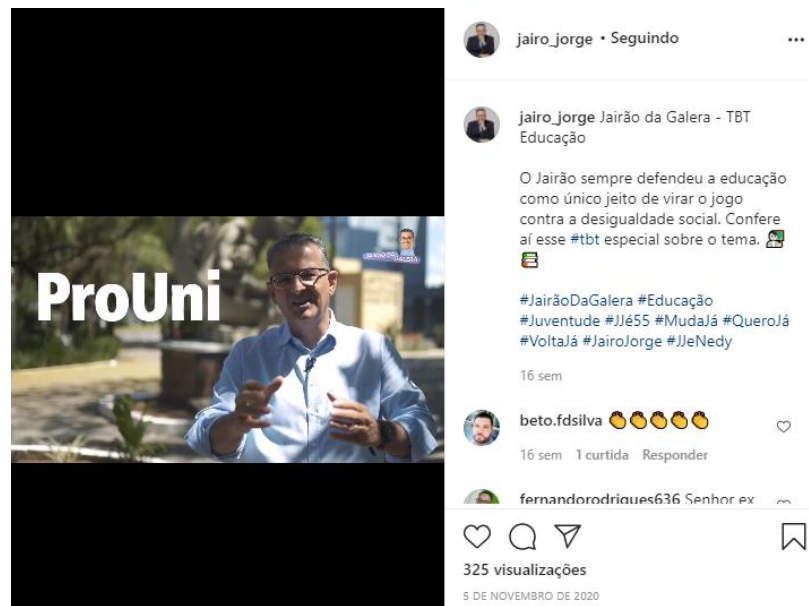 jairo_jorge • Seguindo
ProUni
jairo_jorge Jairão da Galera - TBT
Educação
O Jairão sempre defendeu a educação
como único jeito de virar o jogo
contra a desigualdade social. Confere
aí esse #tbt especial sobre o tema.
#JairãoDaGalera #Educação
#Juventude #JJé55 #MudaJá #QueroJá
#VoltaJá #JairoJorge #JJeNedy
16 sem
beto.fdsilva
16 sem 1 curtida Responder
fernandorodrigues636 Senhor ex
325 visualizações
5 DE NOVEMBRO DE 2020